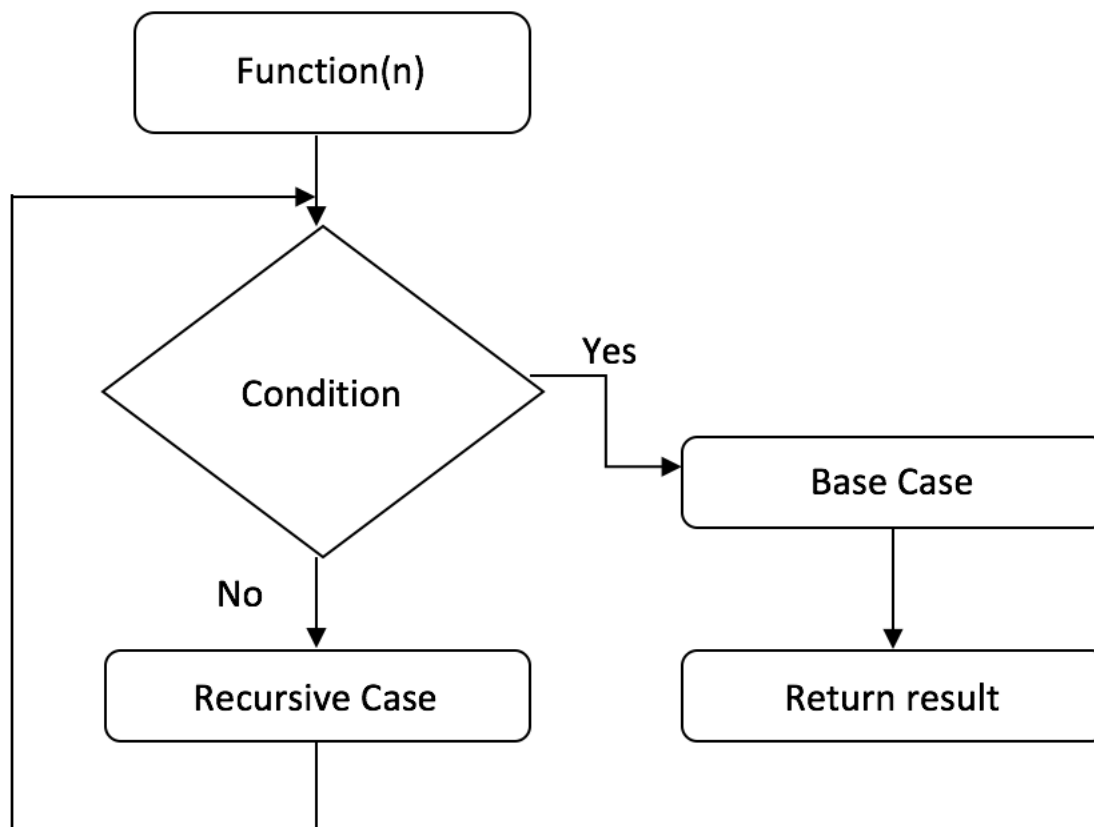 Function(n)
Condition
Yes
Base Case
No
Recursive Case
Return result